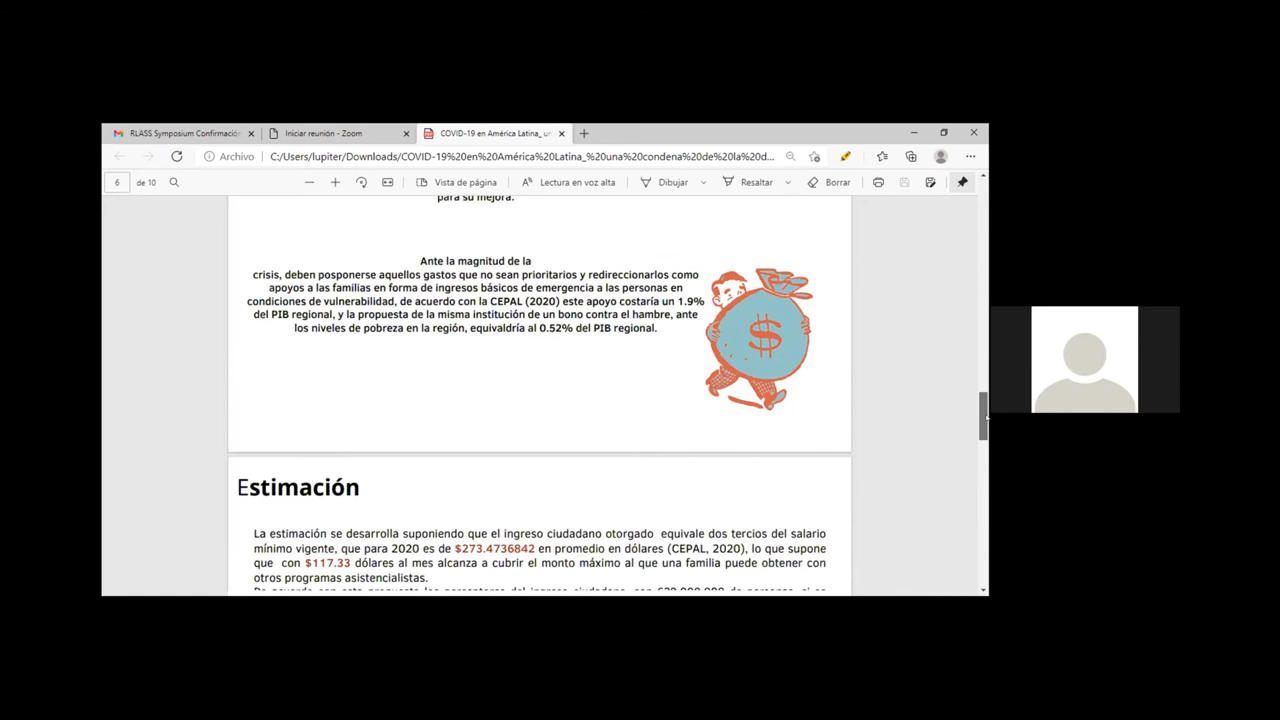 RLASS Symposium Confirmación
Iniciar reunión - Zoom
COVID-19 en América Latina_ un
Archivo
C:/Users/lupiter/Downloads/COVID-19%20en%20América%20Latina_%20una%20condena%20de%20la%20d...
6
de 10
Vista de página
Lectura en voz alta
Dibujar
Resaltar
Borrar
para su mejora.
Ante la magnitud de la
crisis, deben posponerse aquellos gastos que no sean prioritarios y redireccionarlos como
apoyos a las familias en forma de ingresos básicos de emergencia a las personas en
condiciones de vulnerabilidad, de acuerdo con la CEPAL (2020) este apoyo costaría un 1.9%
del PIB regional, y la propuesta de la misma institución de un bono contra el hambre, ante
los niveles de pobreza en la región, equivaldría al 0.52% del PIB regional.
$
Estimación
La estimación se desarrolla suponiendo que el ingreso ciudadano otorgado equivale dos tercios del salario
mínimo vigente, que para 2020 es de $273.4736842 en promedio en dólares (CEPAL, 2020), lo que supone
que con $117.33 dólares al mes alcanza a cubrir el monto máximo al que una familia puede obtener con
otros programas asistencialistas.